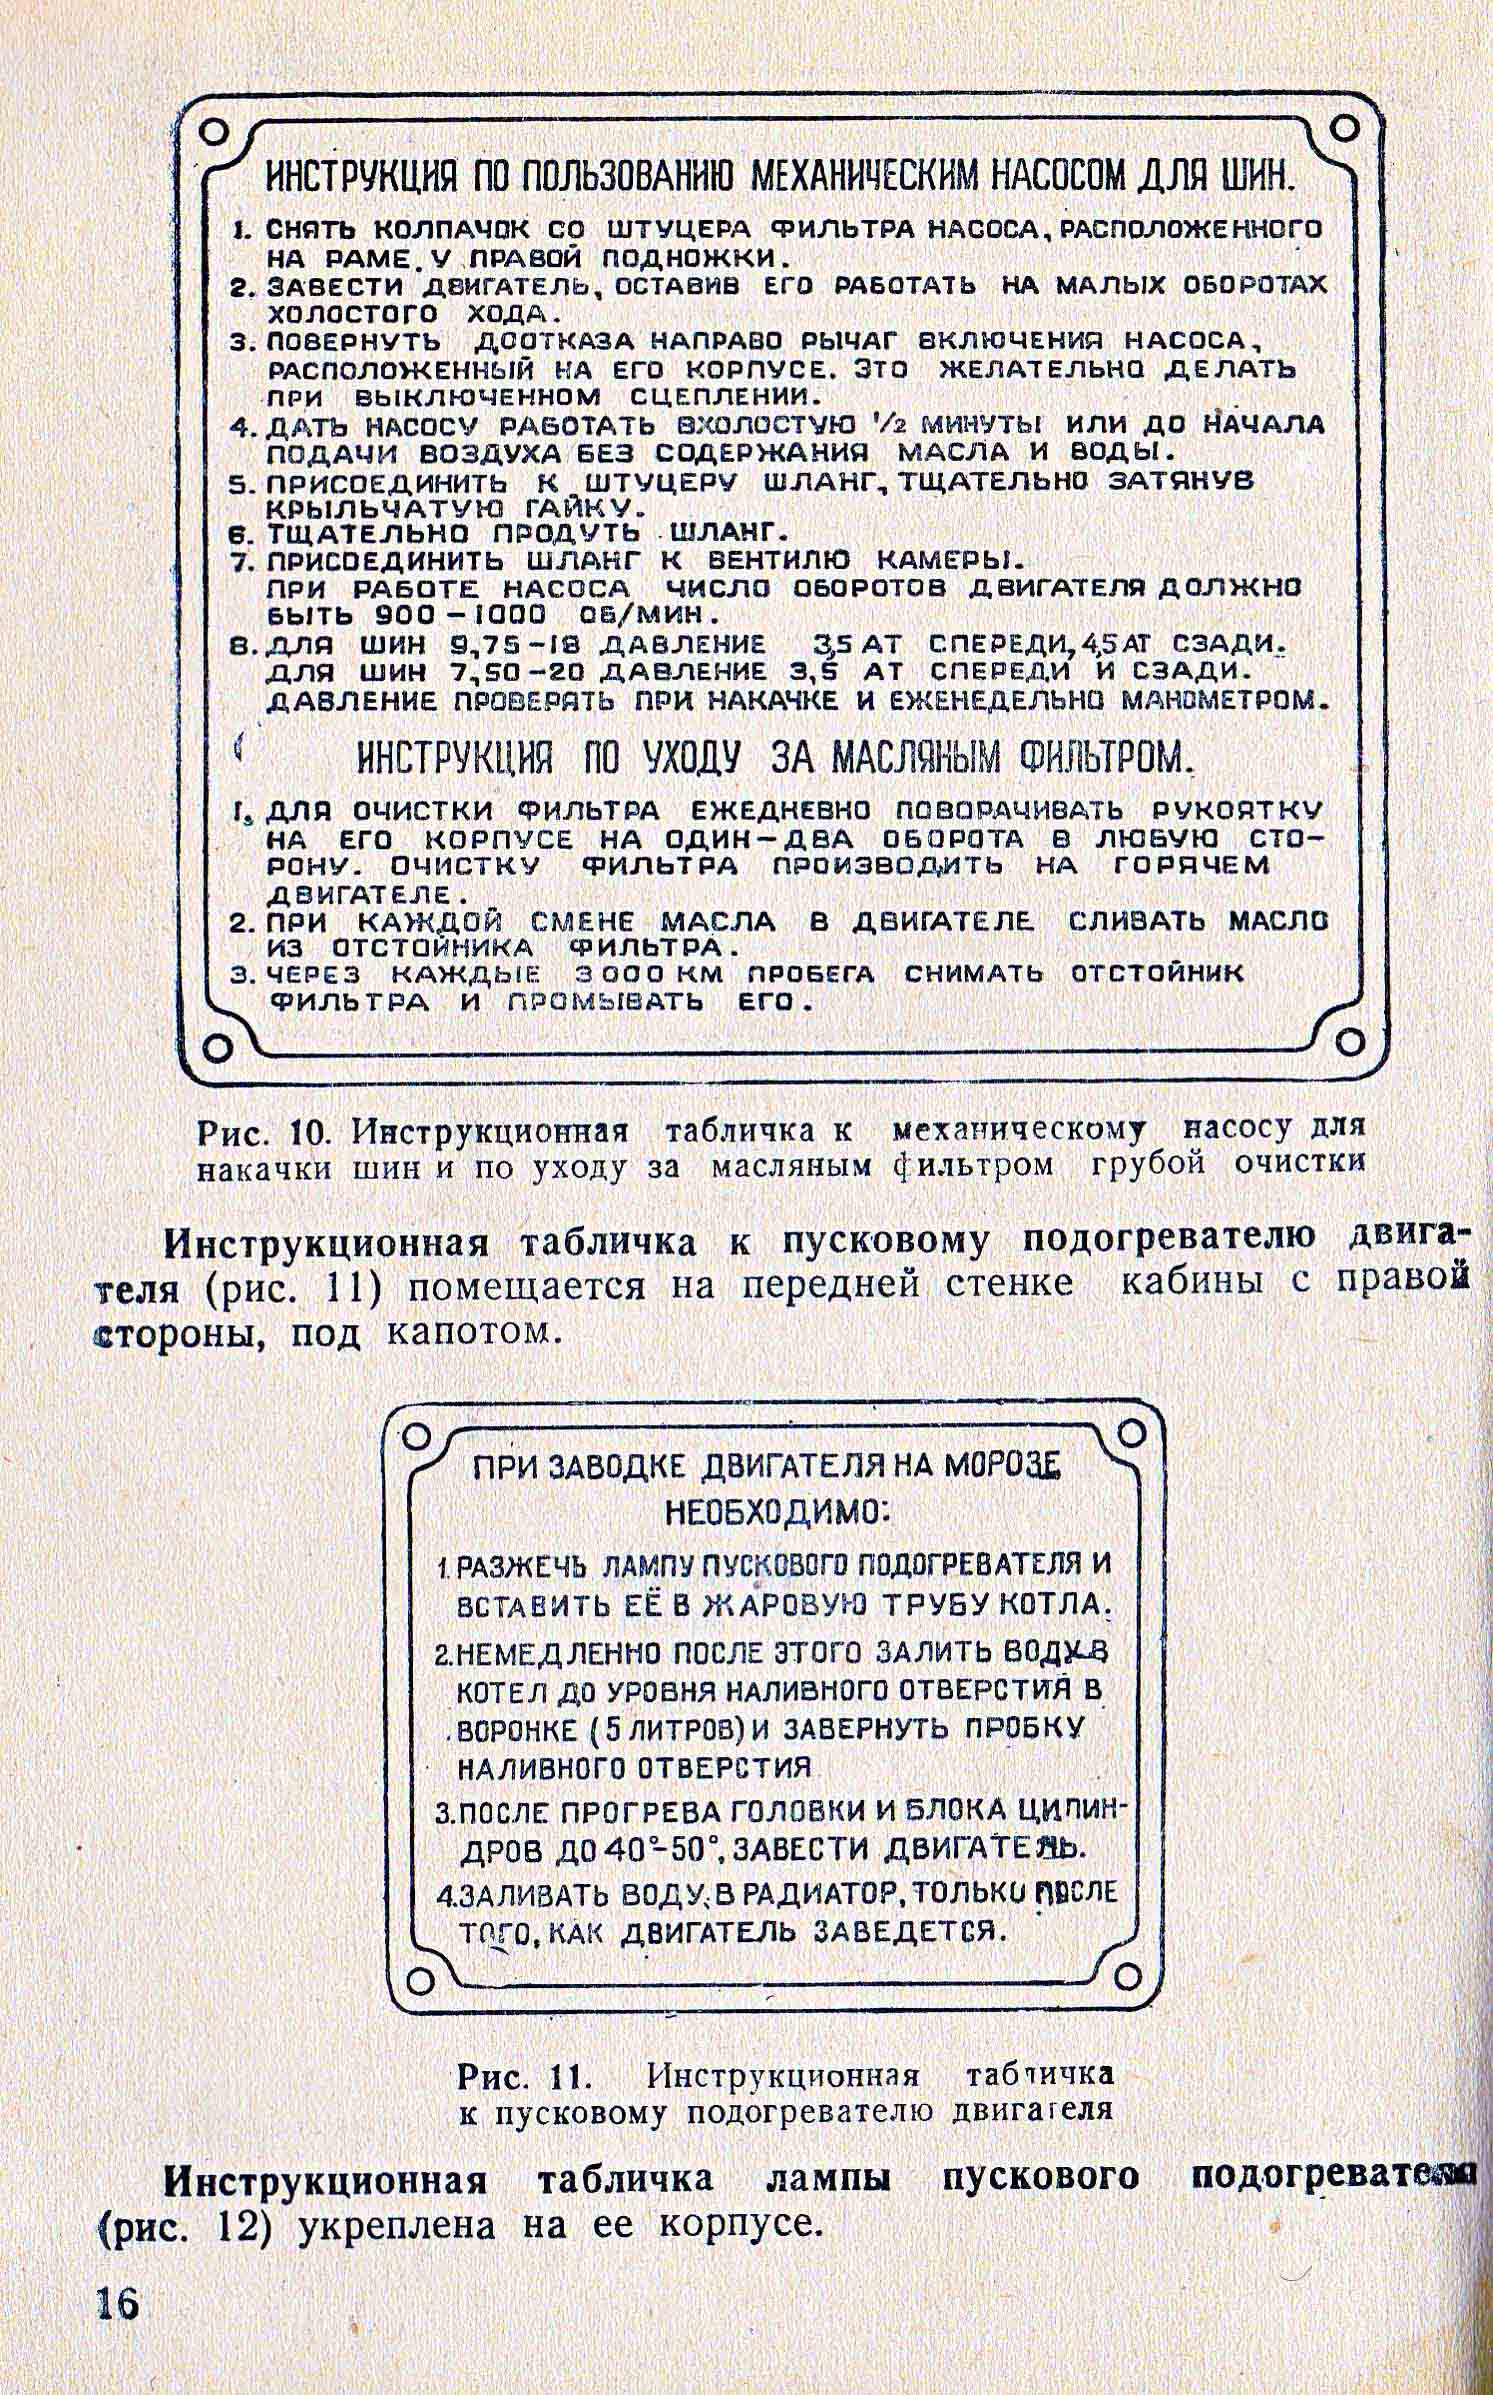 ИНСТРУКЦИЯ ПО ПОЛЬЗОВАНИЮ МЕХАНИЧЕСКИМ НАСОСОМ ДЛЯ ШИН.
1. СНЯТЬ КОЛПАЧОК СО ШТУЦЕРА ФИЛЬТРА НАСОСА, РАСПОЛОЖЕННОГО
НА РАМЕ. У ПРАВОЙ ПОДНОЖКИ.
2. ЗАВЕСТИ ДВИГАТЕЛЬ, ОСТАВИВ ЕГО РАБОТАТЬ НА МАЛЫХ ОБОРОТАХ
ХОЛОСТОГО ХОДА.
3. ПОВЕРНУТЬ ДООТКАЗА НАПРАВО РЫЧАГ ВКЛЮЧЕНИЯ НАСОСА,
РАСПОЛОЖЕННЫЙ НА ЕГО КОРПУСЕ. ЭТО ЖЕЛАТЕЛЬНО ДЕЛАТЬ
ПРИ ВЫКЛЮЧЕННОМ СЦЕПЛЕНИИ.
4. ДАТЬ НАСОСУ РАБОТАТЬ ВХОЛОСТУЮ 1/2 МИНУТЫ ИЛИ ДО НАЧАЛА
ПОДАЧИ ВОЗДУХА БЕЗ СОДЕРЖАНИЯ МАСЛА И ВОДЫ.
5. ПРИСОЕДИНИТЬ К ШТУЦЕРУ ШЛАНГ, ТЩАТЕЛЬНО ЗАТЯНУВ
КРЫЛЬЧАТУЮ ГАЙКУ.
6. ТЩАТЕЛЬНО ПРОДУТЬ ШЛАНГ.
7. ПРИСОЕДИНИТЬ ШЛАНГ К ВЕНТИЛЮ КАМЕРЫ.
ПРИ РАБОТЕ НАСОСА ЧИСЛО ОБОРОТОВ ДВИГАТЕЛЯ ДОЛЖНО
БЫТЬ 900 – 1000 ОБ/МИН.
8. ДЛЯ ШИН 9,75–18 ДАВЛЕНИЕ 3,5 АТ СПЕРЕДИ, 4,5 АТ СЗАДИ.
ДЛЯ ШИН 7,50–20 ДАВЛЕНИЕ 3,5 АТ СПЕРЕДИ И СЗАДИ.
ДАВЛЕНИЕ ПРОВЕРЯТЬ ПРИ НАКАЧКЕ И ЕЖЕНЕДЕЛЬНО МАНОМЕТРОМ.
ИНСТРУКЦИЯ ПО УХОДУ ЗА МАСЛЯНЫМ ФИЛЬТРОМ.
1. ДЛЯ ОЧИСТКИ ФИЛЬТРА ЕЖЕДНЕВНО ПОВОРАЧИВАТЬ РУКОЯТКУ
НА ЕГО КОРПУСЕ НА ОДИН–ДВА ОБОРОТА В ЛЮБУЮ СТО–
РОНУ. ОЧИСТКУ ФИЛЬТРА ПРОИЗВОДИТЬ НА ГОРЯЧЕМ
ДВИГАТЕЛЕ.
2. ПРИ КАЖДОЙ СМЕНЕ МАСЛА В ДВИГАТЕЛЕ СЛИВАТЬ МАСЛО
ИЗ ОТСТОЙНИКА ФИЛЬТРА.
3. ЧЕРЕЗ КАЖДЫЕ 3000 КМ ПРОБЕГА СНИМАТЬ ОТСТОЙНИК
ФИЛЬТРА И ПРОМЫВАТЬ ЕГО.
Рис. 10. Инструкционная табличка к механическому насосу для
накачки шин и по уходу за масляным фильтром грубой очистки
Инструкционная табличка к пусковому подогревателю двига-
теля (рис. 11) помещается на передней стенке кабины с правой
стороны, под капотом.
ПРИ ЗАВОДКЕ ДВИГАТЕЛЯ НА МОРОЗЕ
НЕОБХОДИМО:
1. РАЗЖЕЧЬ ЛАМПУ ПУСКОВОГО ПОДОГРЕВАТЕЛЯ И
ВСТАВИТЬ ЕЁ В ЖАРОВУЮ ТРУБУ КОТЛА.
2. НЕМЕДЛЕННО ПОСЛЕ ЭТОГО ЗАЛИТЬ ВОДУ В
КОТЕЛ ДО УРОВНЯ НАЛИВНОГО ОТВЕРСТИЯ В
ВОРОНКЕ (5 ЛИТРОВ) И ЗАВЕРНУТЬ ПРОБКУ
НАЛИВНОГО ОТВЕРСТИЯ
3. ПОСЛЕ ПРОГРЕВА ГОЛОВКИ И БЛОКА ЦИЛИН-
ДРОВ ДО 40°-50°, ЗАВЕСТИ ДВИГАТЕЛЬ.
4. ЗАЛИВАТЬ ВОДУ, В РАДИАТОР, ТОЛЬКО ПОСЛЕ
ТОГО, КАК ДВИГАТЕЛЬ ЗАВЕДЕТСЯ.
Рис. 11. Инструкционная табличка
к пусковому подогревателю двигателя
Инструкционная табличка лампы пускового подогревателя
(рис. 12) укреплена на ее корпусе.
16